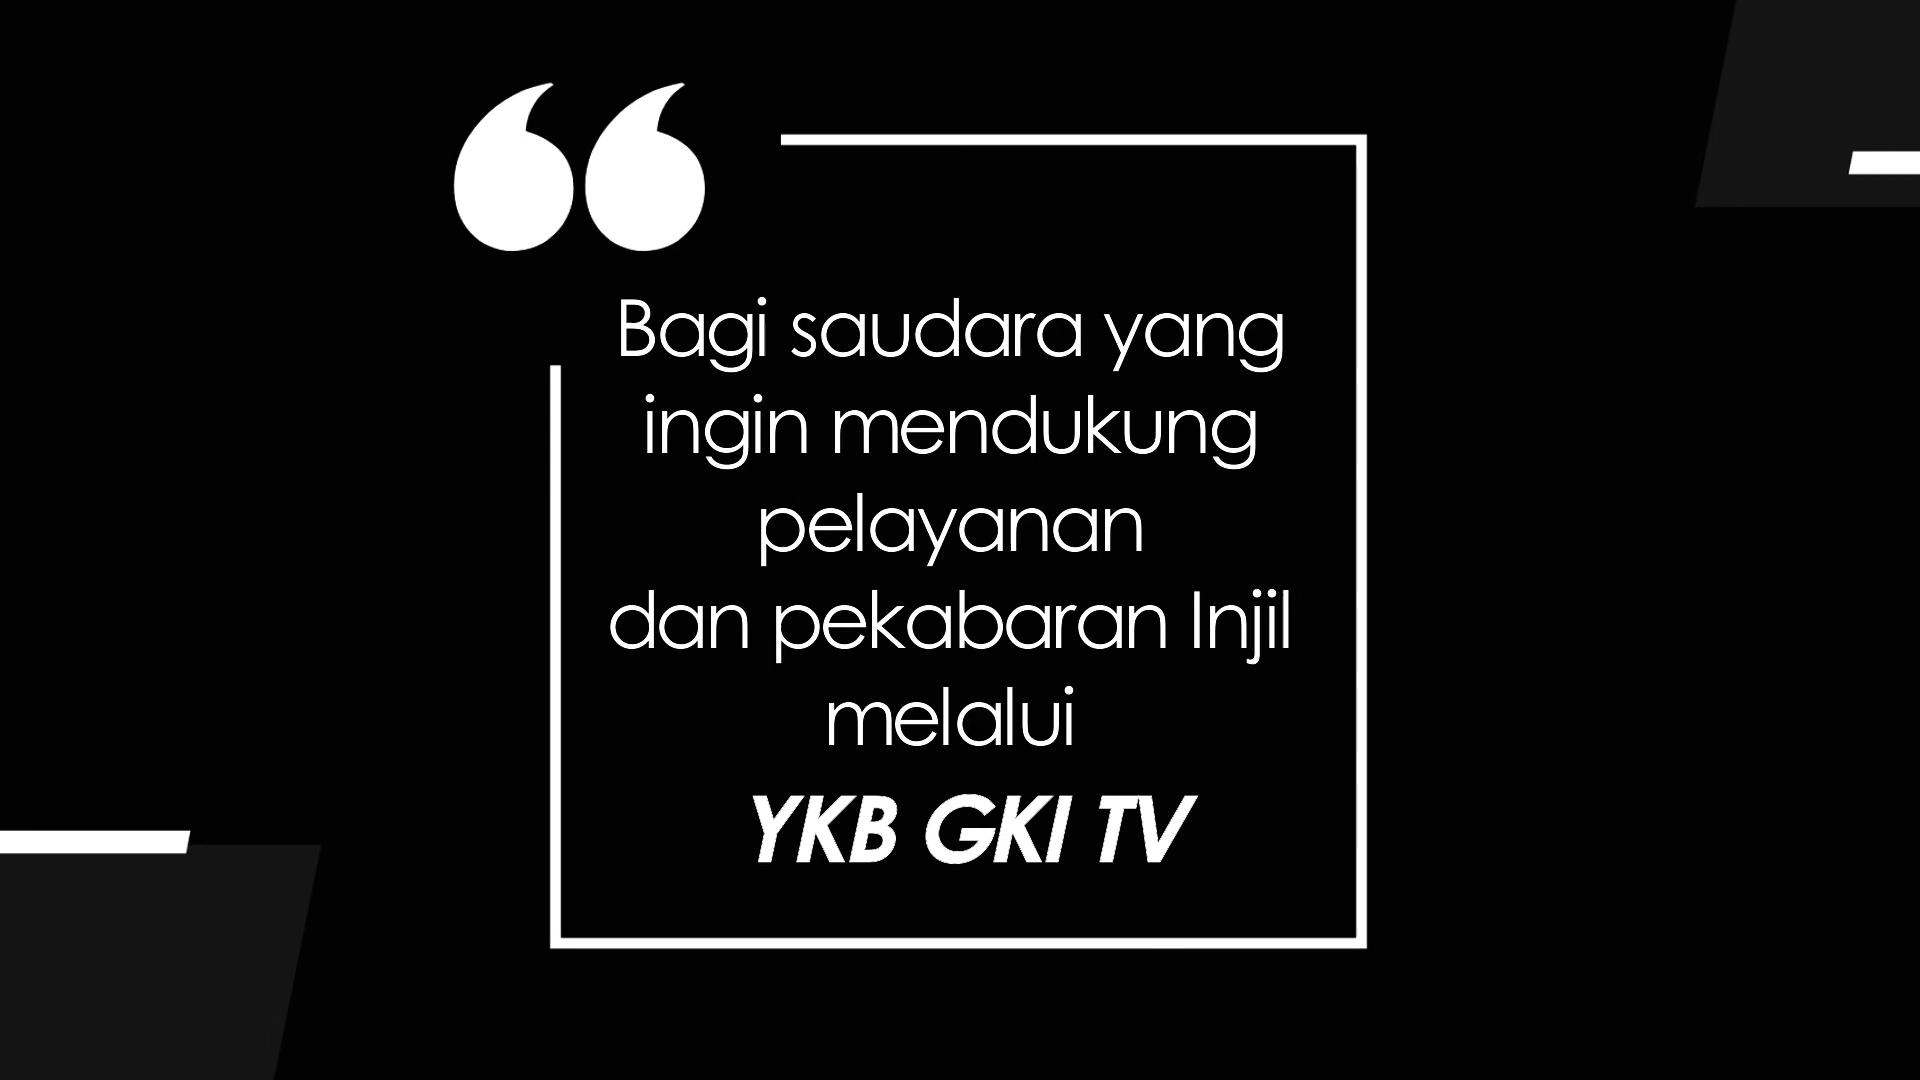 Bagi saudara yang
ingin mendukung
pelayanan
dan pekabaran Injil
melalui
YKB GKI TV